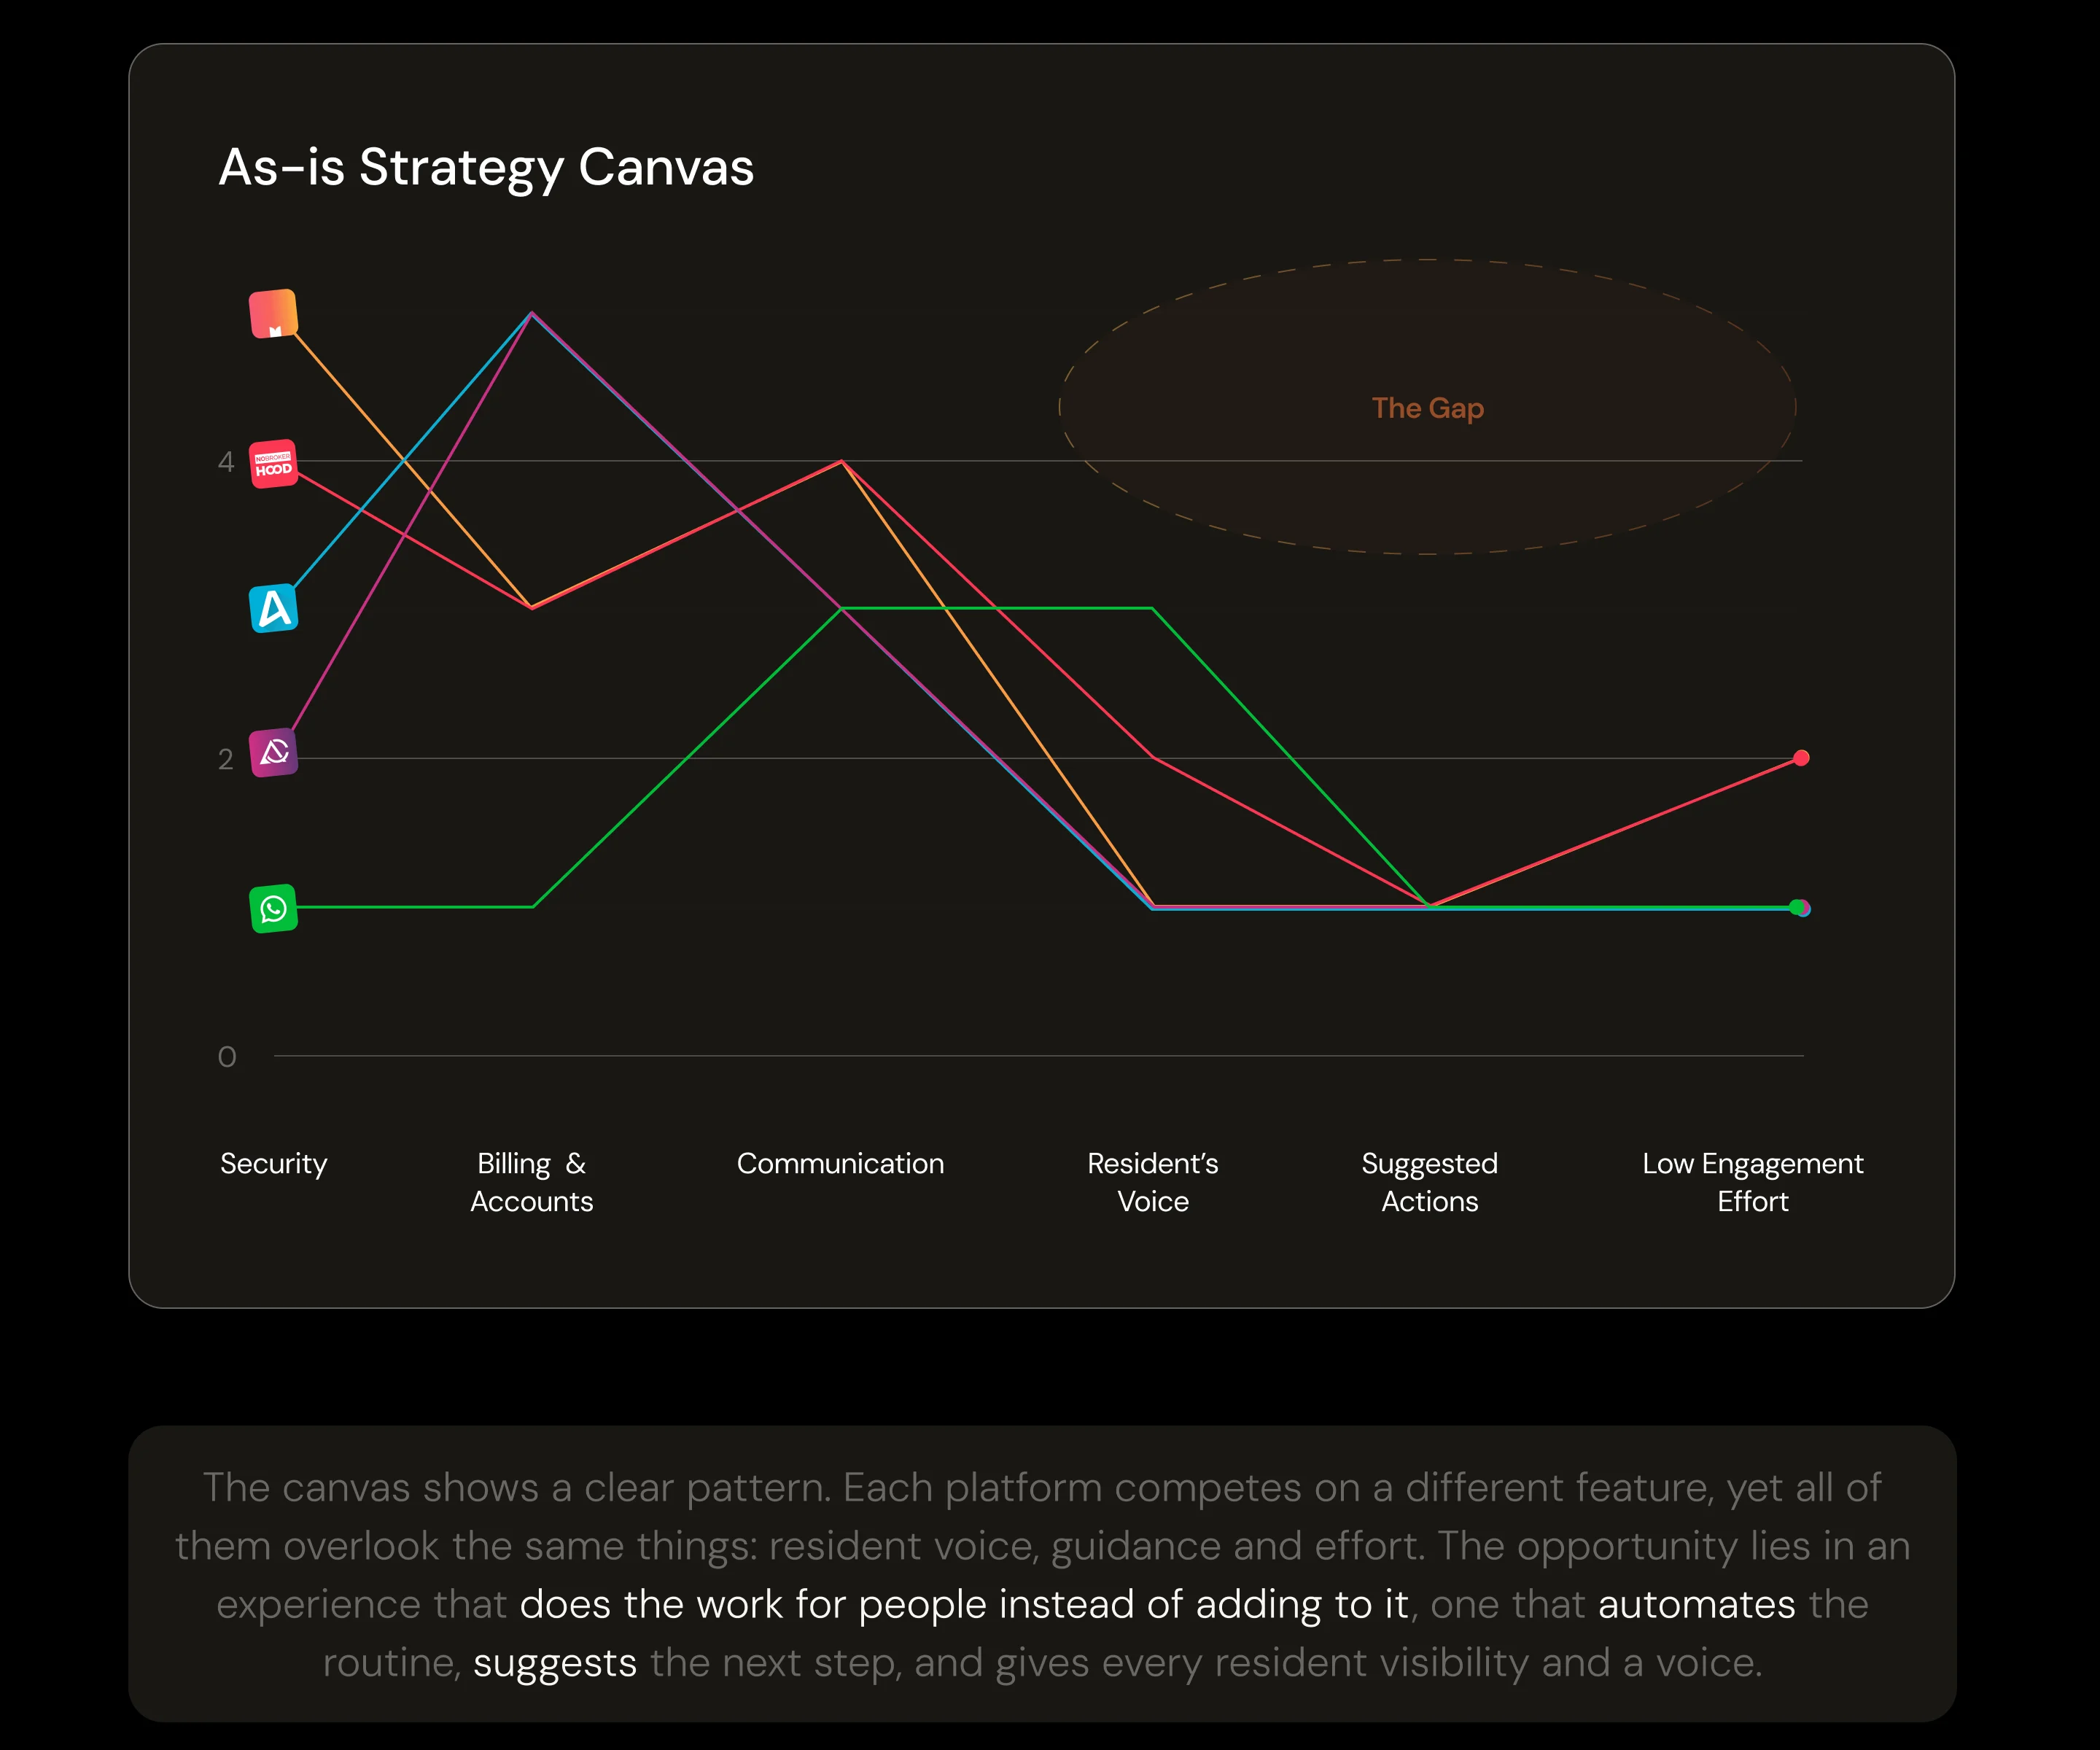 As-is Strategy Canvas
The Gap
4
NOBROKER
HOOD
2
0
Security
Billing &
Accounts
Communication
Resident’s
Voice
Suggested
Actions
Low Engagement
Effort
The canvas shows a clear pattern. Each platform competes on a different feature, yet all of
them overlook the same things: resident voice, guidance and effort. The opportunity lies in an
experience that does the work for people instead of adding to it, one that automates the
routine, suggests the next step, and gives every resident visibility and a voice.